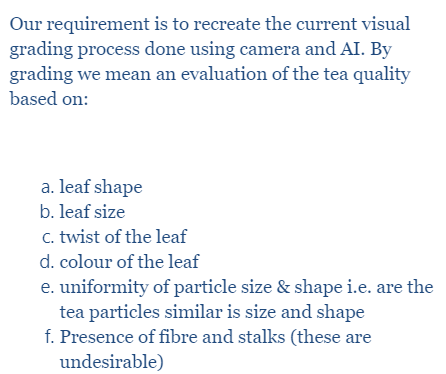 Our requirement is to recreate the current visual
grading process done using camera and AI. By
grading we mean an evaluation of the tea quality
based on:
a. leaf shape
b. leaf size
c. twist of the leaf
d. colour of the leaf
e. uniformity of particle size & shape i.e. are the
tea particles similar is size and shape
f. Presence of fibre and stalks (these are
undesirable)